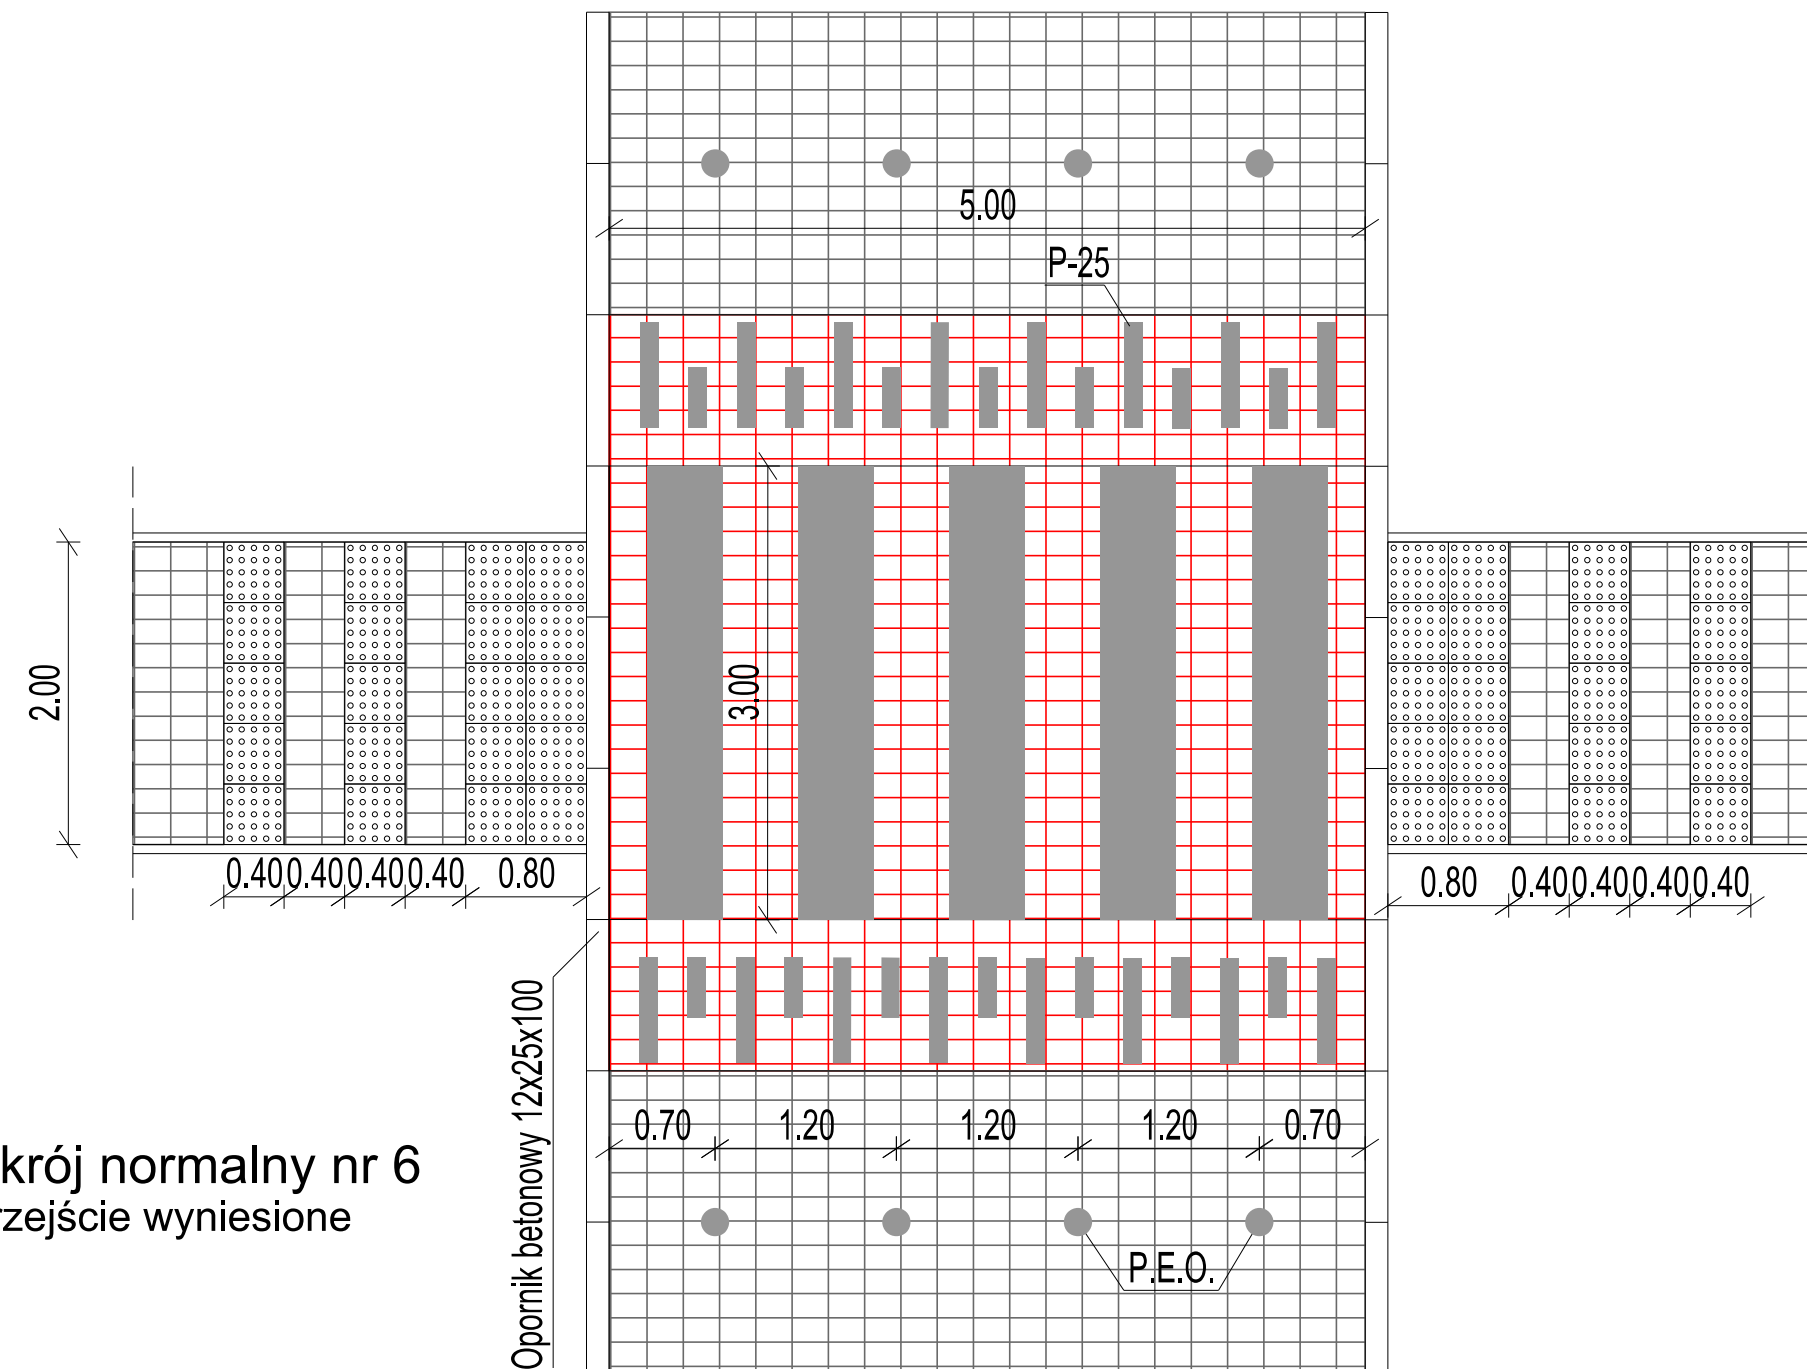 5.00
P-25
3.00
2.00
0.40 0.40 0.40 0.40 0.80
0.80 0.40 0.40 0.40 0.40
Opornik betonowy 12x25x100
0.70 1.20 1.20 1.20 0.70
krój normalny nr 6
rzejście wyniesione
P.E.O.